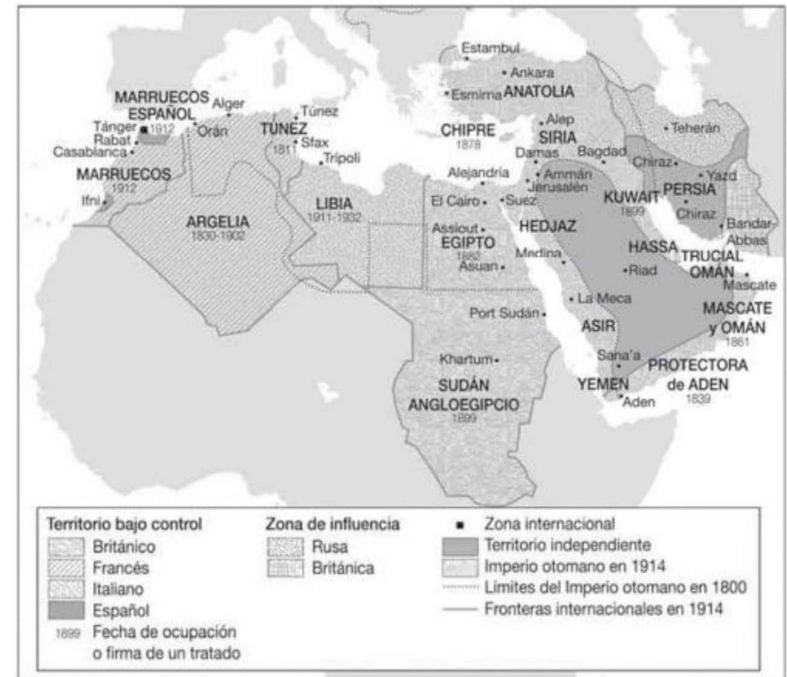 Estambul
Ankara
Esmirna
ANATOLIA
MARRUECOS
ESPAÑOL
1912
Alger
Túnez
Tánger
Orán
TÚNEZ
1811
Rabat
Sfax
Casablanca
Trípoli
CHIPRE
1878
Alep
SIRIA
Teherán
Damas
Bagdad
Chiraz
Yazd
MARRUECOS
1912
Alejandría
Ammán
Jerusalén
KUWAIT
1899
PERSIA
Ifni
El Cairo
Suez
Chiraz
ARGELIA
1830-1902
LIBIA
1911-1932
Assiout
EGIPTO
1882
HEDJAZ
Bandar
Abbas
HASSA
Asuan
Medina
TRUCIAL
OMÁN
Riad
Mascate
La Meca
MASCATE
y OMÁN
1861
Port Sudán
ASIR
Khartum
Sana'a
PROTECTORA
de ADEN
1839
SUDÁN
ANGLOEGIPCIO
1899
YEMEN
Aden
Territorio bajo control
Británico
Francés
Italiano
Español
1899 Fecha de ocupación
o firma de un tratado
Zona de influencia
Rusa
Británica
Zona internacional
Territorio independiente
Imperio otomano en 1914
Límites del Imperio otomano en 1800
Fronteras internacionales en 1914